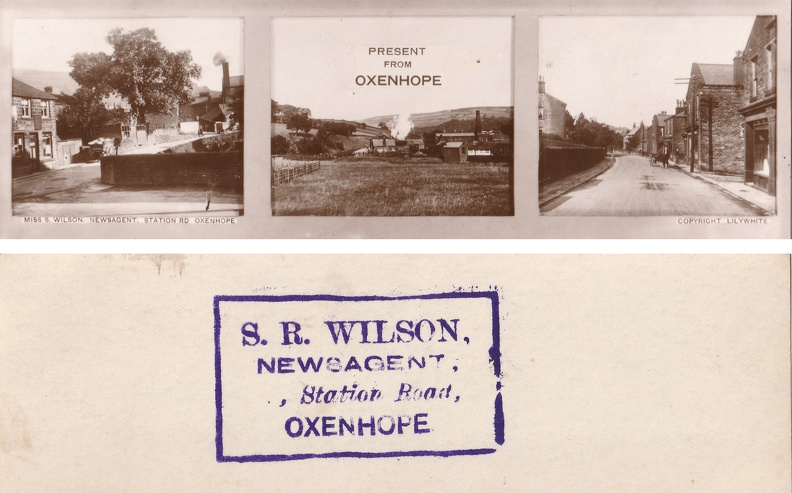 PRESENT
FROM
OXENHOPE
MISS S. WILSON. NEWSAGENT. STATION RD OXENHOPE
COPYRIGHT LILYWHITE
S. R. WILSON,
NEWSAGENT,
, Station Road,
OXENHOPE